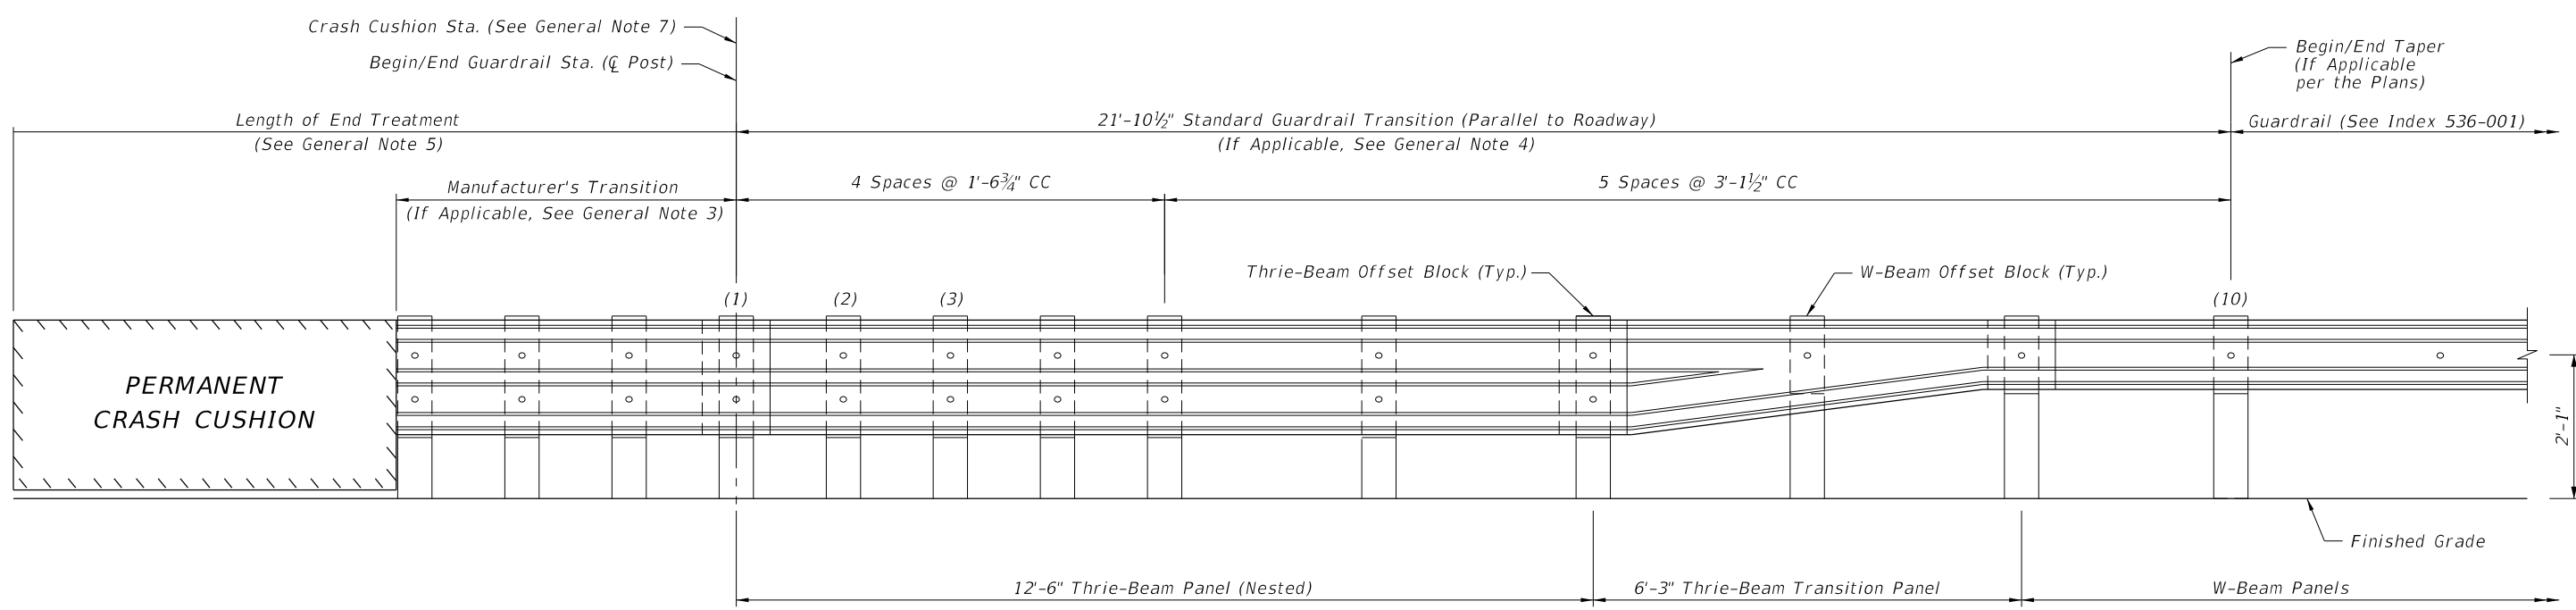 Crash Cushion Sta. (See General Note 7)
Begin/End Guardrail Sta. (℄ Post)
Begin/End Taper
(If Applicable
per the Plans)
Length of End Treatment
(See General Note 5)
21'-10½" Standard Guardrail Transition (Parallel to Roadway)
(If Applicable, See General Note 4)
Guardrail (See Index 536-001)
Manufacturer's Transition
(If Applicable, See General Note 3)
4 Spaces @ 1'-6¾" CC
5 Spaces @ 3'-1½" CC
Thrie-Beam Offset Block (Typ.)
W-Beam Offset Block (Typ.)
(1)
(2)
(3)
(10)
PERMANENT
CRASH CUSHION
2'-1"
Finished Grade
12'-6" Thrie-Beam Panel (Nested)
6'-3" Thrie-Beam Transition Panel
W-Beam Panels